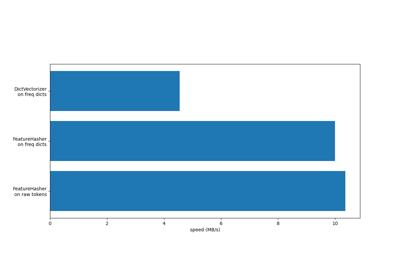 DictVectorizer
on freq dicts
FeatureHasher
on freq dicts
FeatureHasher
on raw tokens
0 2 4 6 8 10
speed (MB/s)